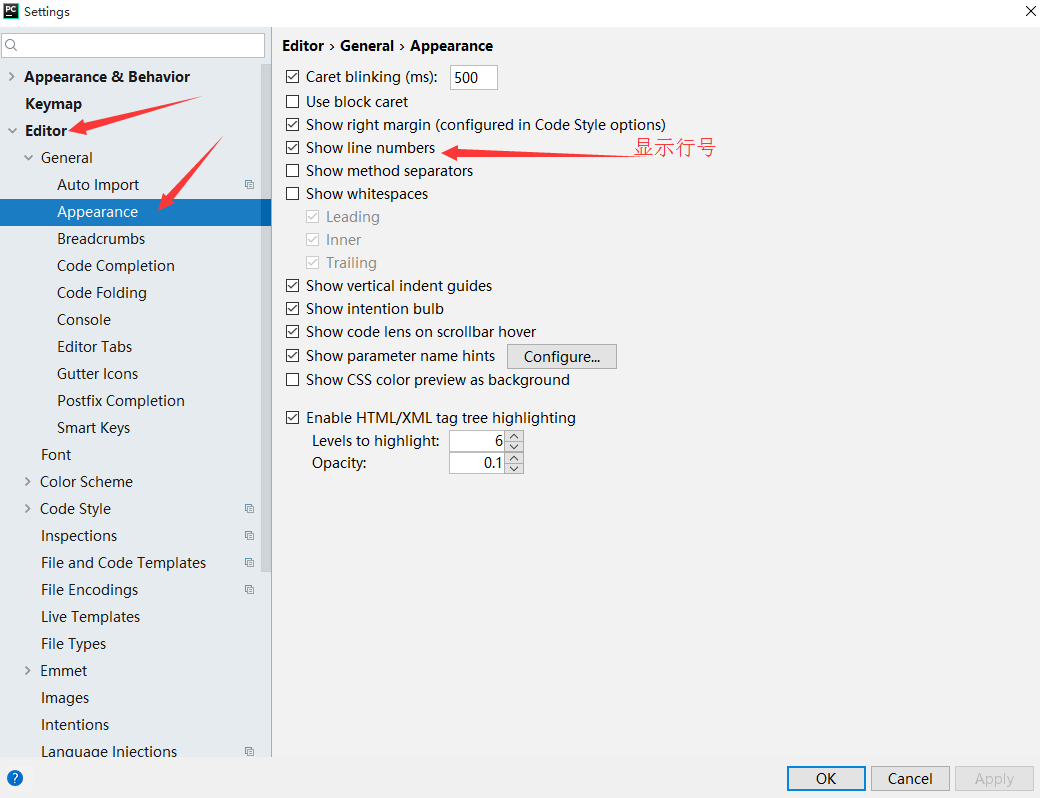 PC
Settings
Appearance & Behavior
Keymap
Editor
General
Auto Import
Appearance
Breadcrumbs
Code Completion
Code Folding
Console
Editor Tabs
Gutter Icons
Postfix Completion
Smart Keys
Font
Color Scheme
Code Style
Inspections
File and Code Templates
File Encodings
Live Templates
File Types
Emmet
Images
Intentions
Language Injections
Editor › General › Appearance
Caret blinking (ms): 500
Use block caret
Show right margin (configured in Code Style options)
Show line numbers 显示行号
Show method separators
Show whitespaces
Leading
Inner
Trailing
Show vertical indent guides
Show intention bulb
Show code lens on scrollbar hover
Show parameter name hints Configure...
Show CSS color preview as background
Enable HTML/XML tag tree highlighting
Levels to highlight: 6
Opacity: 0.1
? OK Cancel Apply